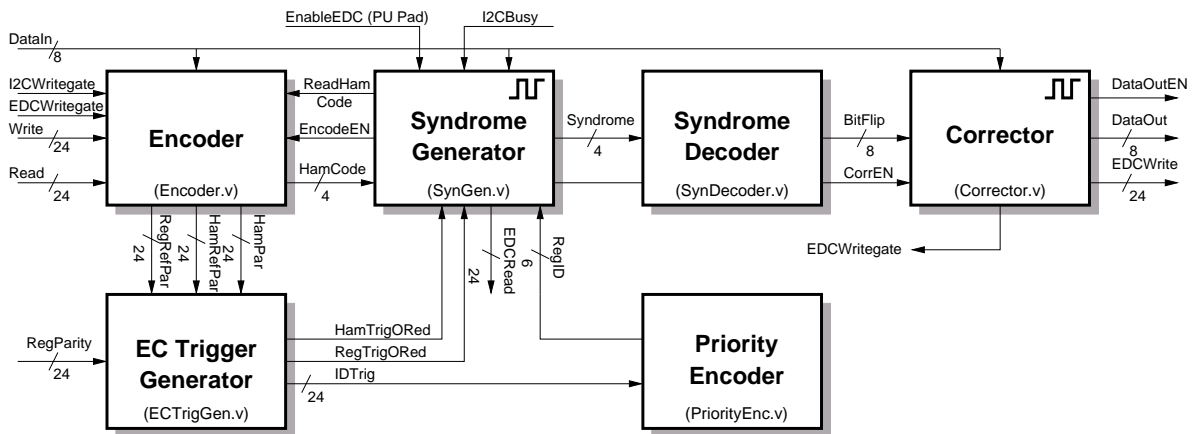 EnableEDC (PU Pad)
I2CBusy
DataIn
8
I2CWritegate
EDCWritegate
Write
24
Read
24
Encoder
(Encoder.v)
ReadHam
Code
EncodeEN
HamCode
4
Syndrome
Generator
(SynGen.v)
Syndrome
4
Syndrome
Decoder
(SynDecoder.v)
BitFlip
8
CorrEN
Corrector
(Corrector.v)
DataOutEN
DataOut
8
EDCWrite
24
EDCWritegate
RegRefPar
24
HamRefPar
24
HamPar
24
EDCRead
24
RegID
6
RegParity
24
EC Trigger
Generator
(ECTrigGen.v)
HamTrigORed
RegTrigORed
IDTrig
24
Priority
Encoder
(PriorityEnc.v)